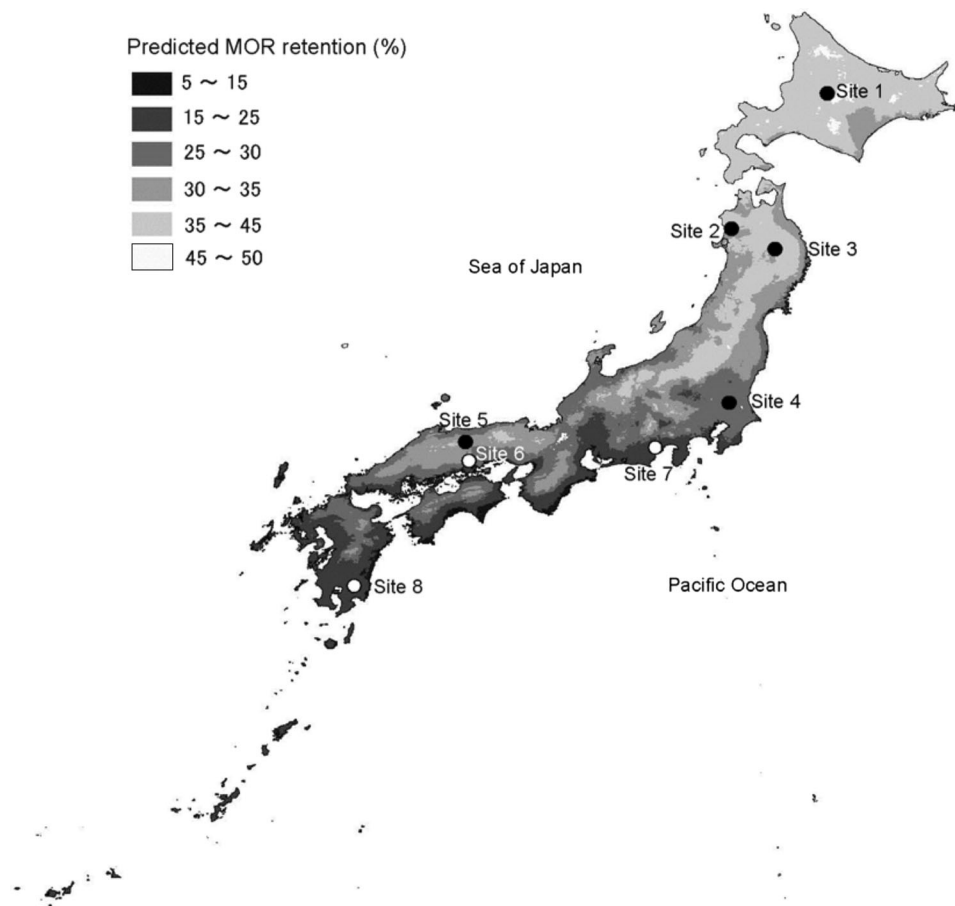 Predicted MOR retention (%)
5 ~ 15
15 ~ 25
25 ~ 30
30 ~ 35
35 ~ 45
45 ~ 50
Site 1
Site 2
Site 3
Sea of Japan
Site 4
Site 5
Site 6
Site 7
Pacific Ocean
Site 8